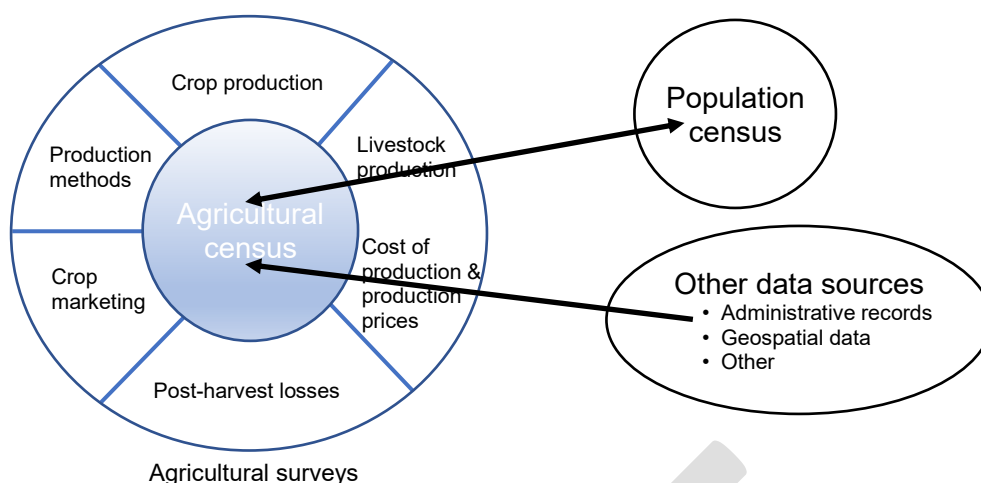 Crop production
Production
methods
Livestock
production
Agricultural
census
Crop
marketing
Cost of
production &
production
prices
Post-harvest losses
Agricultural surveys
Population
census
Other data sources
• Administrative records
• Geospatial data
• Other